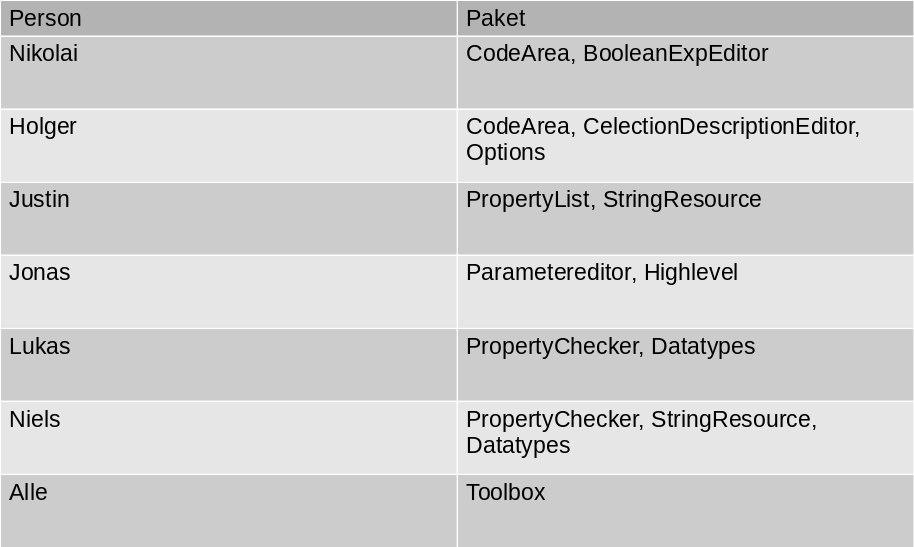 Person Paket
Nikolai CodeArea, BooleanExpEditor
Holger CodeArea, CelectionDescriptionEditor,
Options
Justin PropertyList, StringResource
Jonas Parametereditor, Highlevel
Lukas PropertyChecker, Datatypes
Niels PropertyChecker, StringResource,
Datatypes
Alle Toolbox